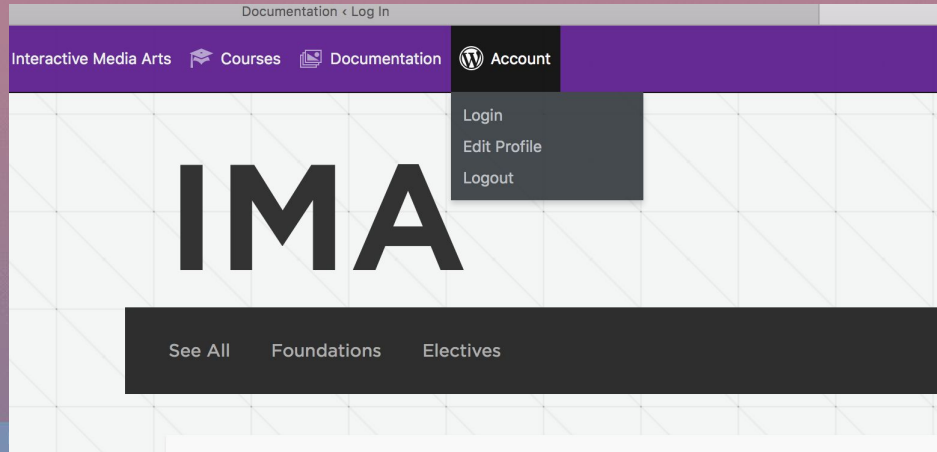 Documentation < Log In
Interactive Media Arts Courses Documentation Account
Login
Edit Profile
Logout
IMA
See All Foundations Electives